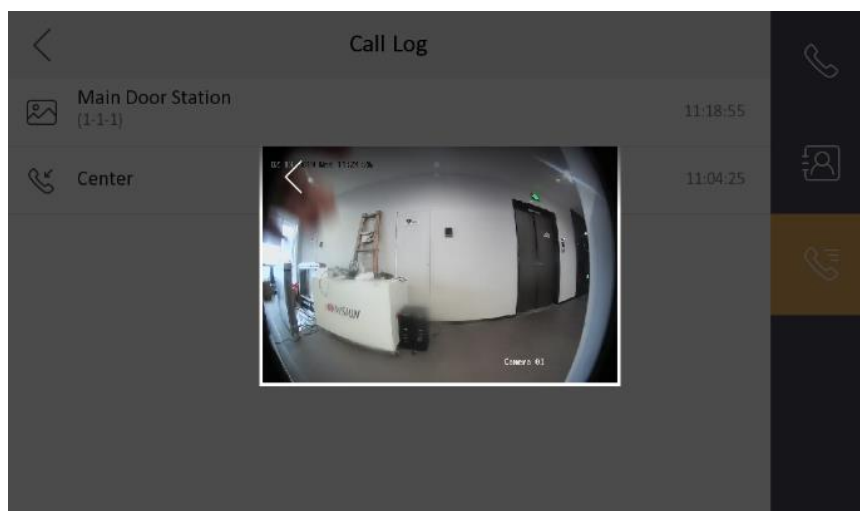 Call Log
Main Door Station
(1-1-1)
11:18:55
Center
11:04:25
Camera 01